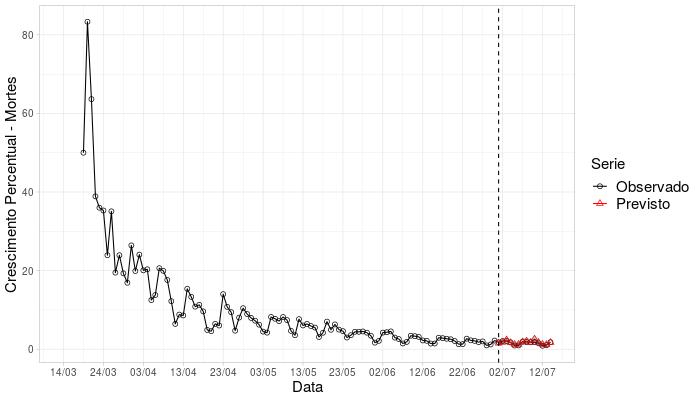 Crescimento Percentual - Mortes
80
60
40
20
0
14/03 24/03 03/04 13/04 23/04 03/05 13/05 23/05 02/06 12/06 22/06 02/07 12/07
Data
Serie
Observado
Previsto